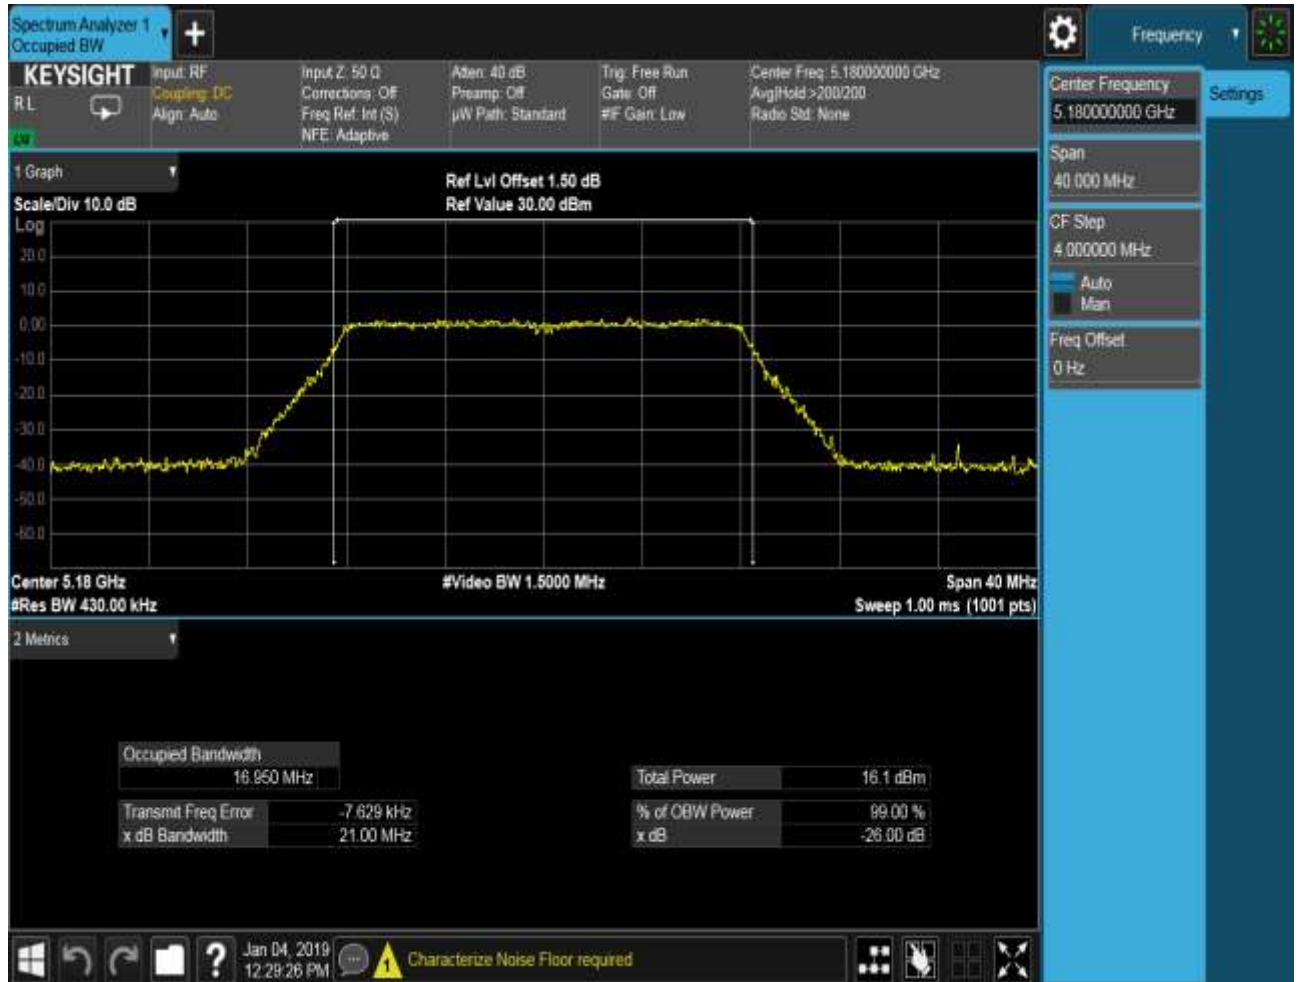 Spectrum Analyzer 1
Occupied BW
Frequency
KEYSIGHT
Input: RF
Coupling: DC
Align: Auto
Input Z: 50 Ω
Corrections: Off
Freq Ref: Int (S)
NFE: Adaptive
Atten: 40 dB
Preamp: Off
µW Path: Standard
Trig: Free Run
Gate: Off
#IF Gain: Low
Center Freq: 5.180000000 GHz
Avg|Hold:>200/200
Radio Std: None
R L
Center Frequency
5.180000000 GHz
Settings
Span
40.000 MHz
CF Step
4.000000 MHz
Auto
Man
Freq Offset
0 Hz
1 Graph
Scale/Div 10.0 dB
Ref Lvl Offset 1.50 dB
Ref Value 30.00 dBm
Log
20.0
10.0
0.00
-10.0
-20.0
-30.0
-40.0
-50.0
-60.0
Center 5.18 GHz
#Video BW 1.5000 MHz
Span 40 MHz
#Res BW 430.00 kHz
Sweep 1.00 ms (1001 pts)
2 Metrics
Occupied Bandwidth
16.950 MHz
Total Power 16.1 dBm
Transmit Freq Error -7.629 kHz
% of OBW Power 99.00 %
x dB Bandwidth 21.00 MHz
x dB -26.00 dB
Jan 04, 2019
12:29:26 PM
1
Characterize Noise Floor required